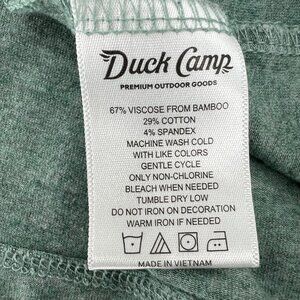 Duck Camp
PREMIUM OUTDOOR GOODS
67% VISCOSE FROM BAMBOO
29% COTTON
4% SPANDEX
MACHINE WASH COLD
WITH LIKE COLORS
GENTLE CYCLE
ONLY NON-CHLORINE
BLEACH WHEN NEEDED
TUMBLE DRY LOW
DO NOT IRON ON DECORATION
WARM IRON IF NEEDED
MADE IN VIETNAM